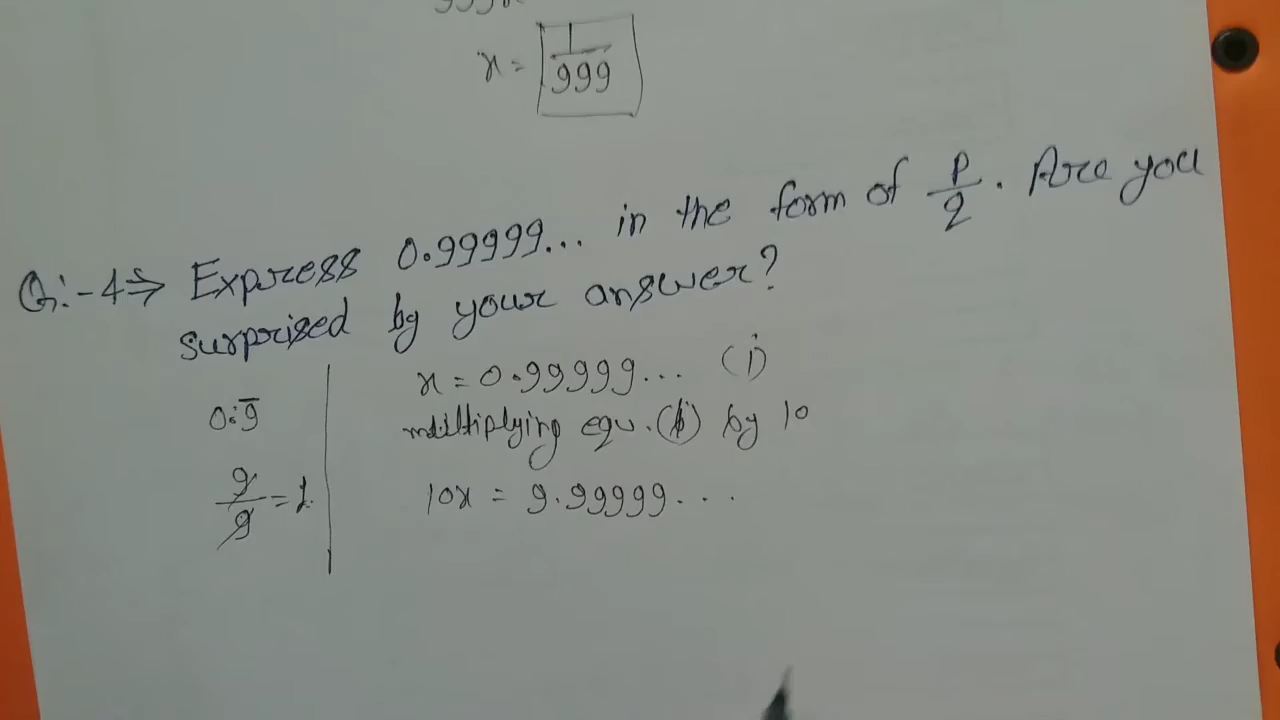 x = 1/999
Q:-4⇒ Express 0.99999... in the form of p/q. Are you
surprised by your answer?
0.9̅
9/9 = 1.
x = 0.99999... (i)
multiplying equ. (i) by 10
10x = 9.99999...